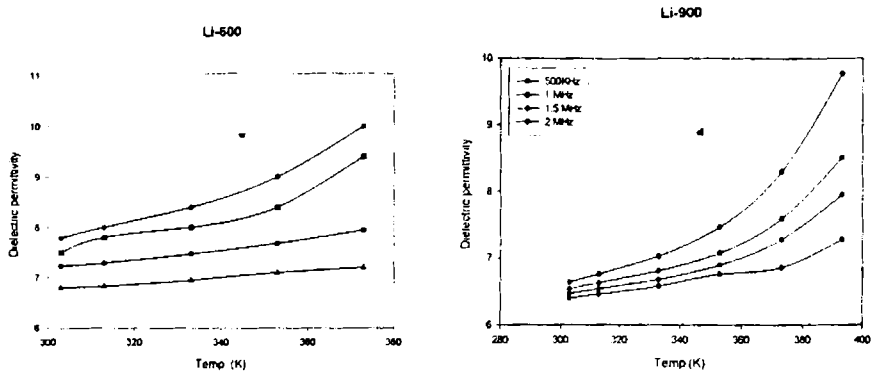 Li-600
11
10
9
8
7
6
300
320
340
360
380
Dielectric permittivity
Temp (K)
Li-900
500KHz
1 MHz
1.5 MHz
2 MHz
10
9
8
7
6
280
300
320
340
360
380
400
Dielectric permittivity
Temp (K)